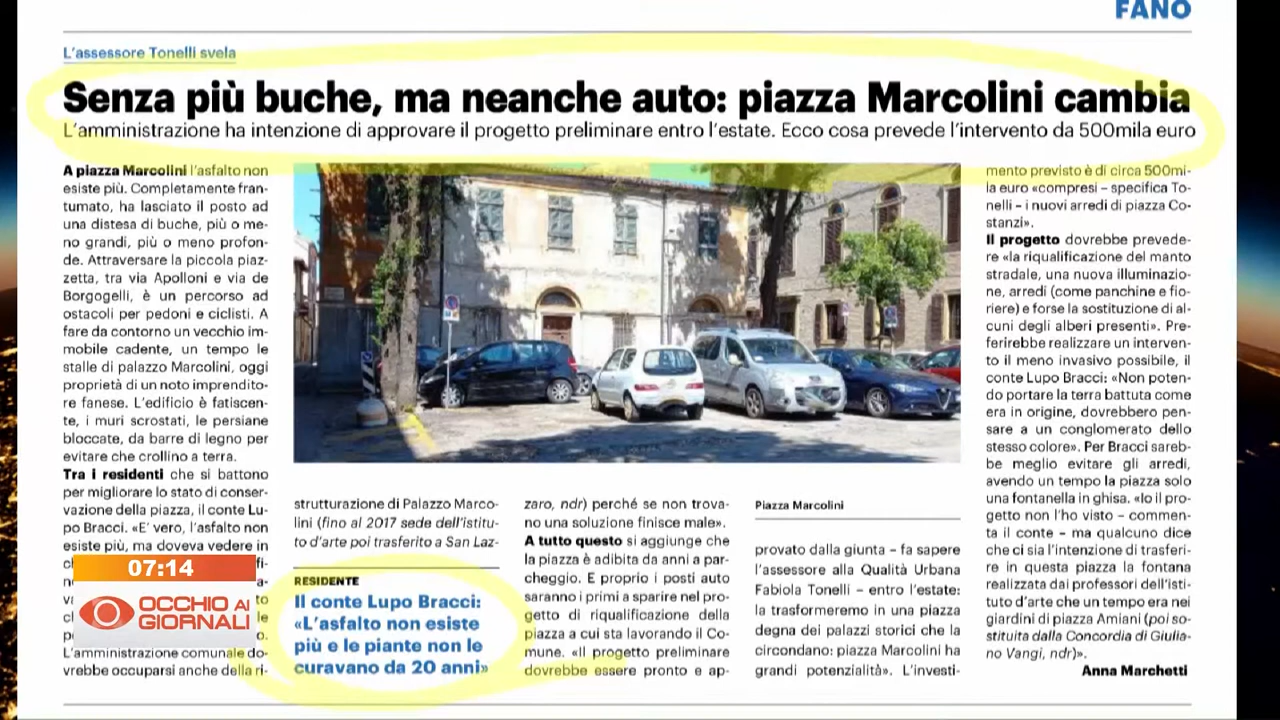 FANO
L'assessore Tonelli svela
Senza più buche, ma neanche auto: piazza Marcolini cambia
L'amministrazione ha intenzione di approvare il progetto preliminare entro l'estate. Ecco cosa prevede l'intervento da 500mila euro
A piazza Marcolini l'asfalto non
esiste più. Completamente fran-
tumato, ha lasciato il posto ad
una distesa di buche, più o me-
no grandi, più o meno profon-
de. Attraversare la piccola piaz-
zetta, tra via Apolloni e via de
Borgogelli, è un percorso ad
ostacoli per pedoni e ciclisti. A
fare da contorno un vecchio im-
mobile cadente, un tempo le
stalle di palazzo Marcolini, oggi
proprietà di un noto imprendito-
re fanese. L'edificio è fatiscen-
te, i muri scrostati, le persiane
bloccate, da barre di legno per
evitare che crollino a terra.
Tra i residenti che si battono
per migliorare lo stato di conser-
vazione della piazza, il conte Lu-
po Bracci. «E' vero, l'asfalto non
esiste più, ma doveva vedere in
07:14
OCCHIO AI
GIORNALI
L'amministrazione comunale do-
vrebbe occuparsi anche della ri-
strutturazione di Palazzo Marco-
lini (fino al 2017 sede dell'istitu-
to d'arte poi trasferito a San Laz-
RESIDENTE
Il conte Lupo Bracci:
«L'asfalto non esiste
più e le piante non le
curavano da 20 anni»
zaro, ndr) perché se non trova-
no una soluzione finisce male».
A tutto questo si aggiunge che
la piazza è adibita da anni a par-
cheggio. E proprio i posti auto
saranno i primi a sparire nel pro-
getto di riqualificazione della
piazza a cui sta lavorando il Co-
mune. «Il progetto preliminare
dovrebbe essere pronto e ap-
Piazza Marcolini
provato dalla giunta – fa sapere
l'assessore alla Qualità Urbana
Fabiola Tonelli – entro l'estate:
la trasformeremo in una piazza
degna dei palazzi storici che la
circondano: piazza Marcolini ha
grandi potenzialità». L'investi-
mento previsto è di circa 500mi-
la euro «compresi – specifica To-
nelli – i nuovi arredi di piazza Co-
stanzi».
Il progetto dovrebbe prevede-
re «la riqualificazione del manto
stradale, una nuova illuminazio-
ne, arredi (come panchine e fio-
riere) e forse la sostituzione di al-
cuni degli alberi presenti». Pre-
ferirebbe realizzare un interven-
to il meno invasivo possibile, il
conte Lupo Bracci: «Non poten-
do portare la terra battuta come
era in origine, dovrebbero pen-
sare a un conglomerato dello
stesso colore». Per Bracci sareb-
be meglio evitare gli arredi,
avendo un tempo la piazza solo
una fontanella in ghisa. «Io il pro-
getto non l'ho visto – commen-
ta il conte – ma qualcuno dice
che ci sia l'intenzione di trasferi-
re in questa piazza la fontana
realizzata dai professori dell'isti-
tuto d'arte che un tempo era nei
giardini di piazza Amiani (poi so-
stituita dalla Concordia di Giulia-
no Vangi, ndr)».
Anna Marchetti